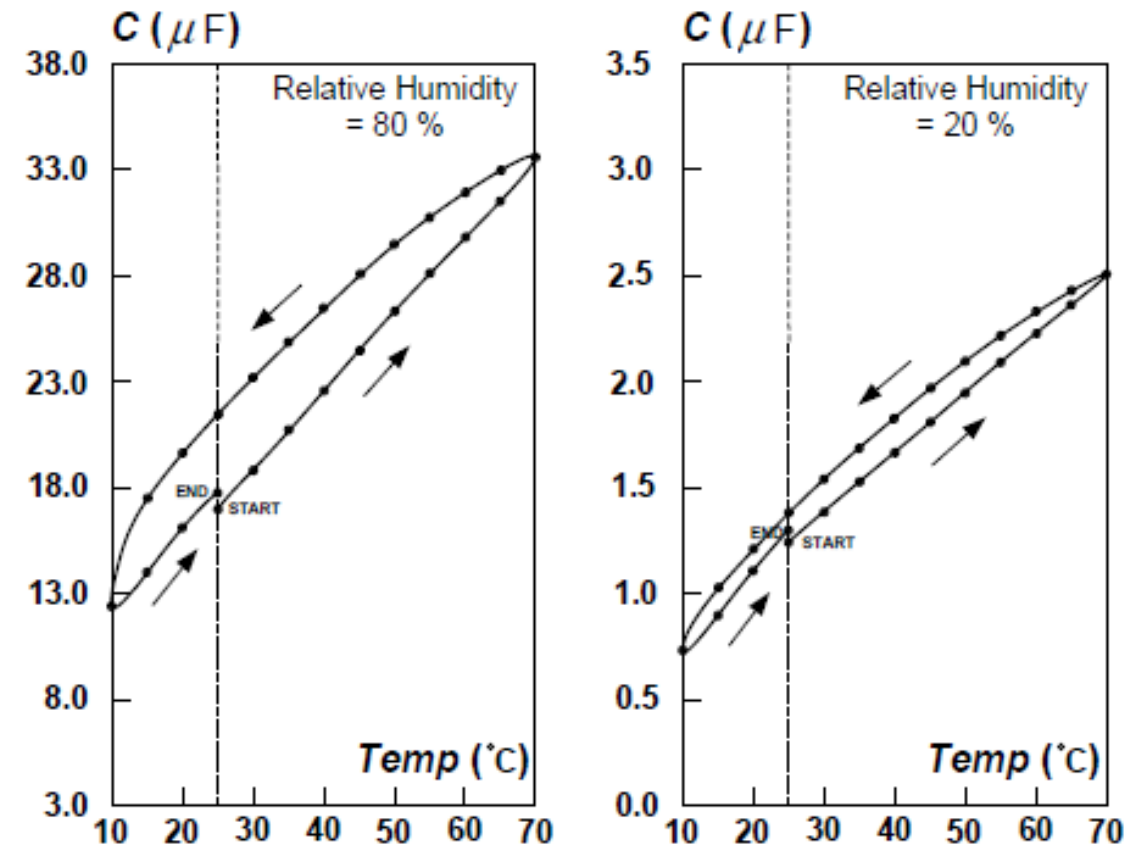 C (μF)
38.0
33.0
28.0
23.0
18.0
13.0
8.0
3.0
Relative Humidity
= 80 %
END
START
Temp (˚C)
10 20 30 40 50 60 70
C (μF)
3.5
3.0
2.5
2.0
1.5
1.0
0.5
0.0
Relative Humidity
= 20 %
END
START
Temp (˚C)
10 20 30 40 50 60 70